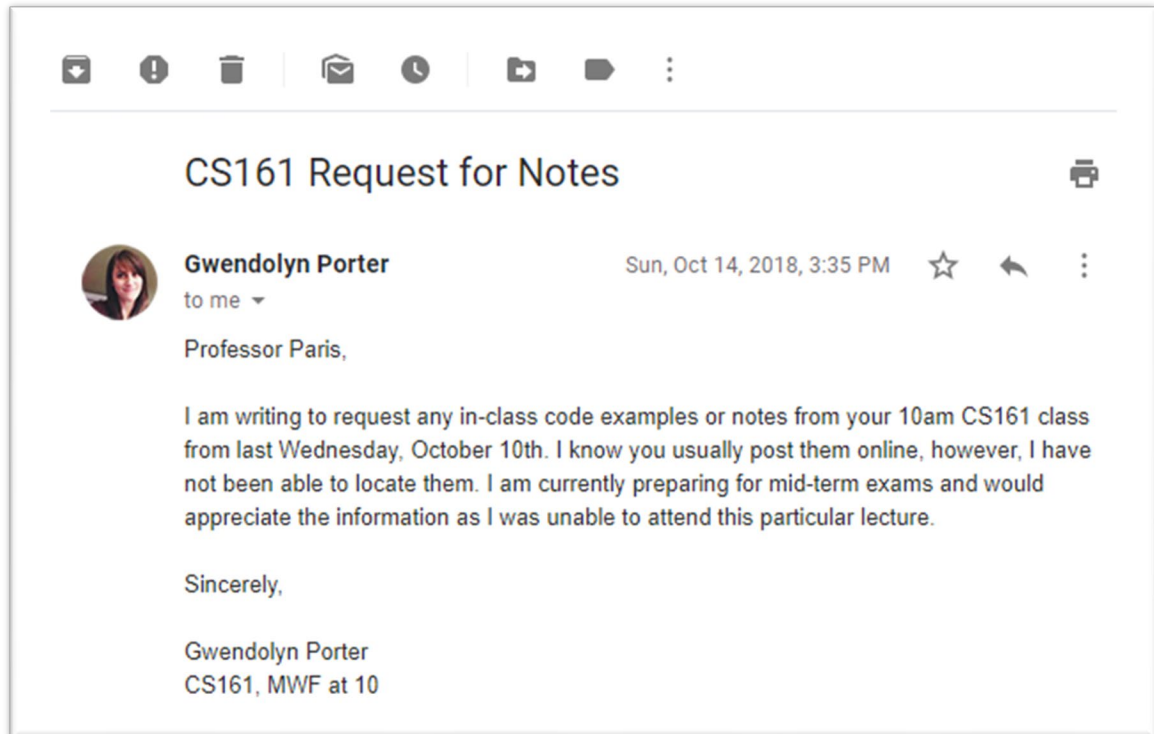 CS161 Request for Notes
Gwendolyn Porter
Sun, Oct 14, 2018, 3:35 PM
to me
Professor Paris,
I am writing to request any in-class code examples or notes from your 10am CS161 class
from last Wednesday, October 10th. I know you usually post them online, however, I have
not been able to locate them. I am currently preparing for mid-term exams and would
appreciate the information as I was unable to attend this particular lecture.
Sincerely,
Gwendolyn Porter
CS161, MWF at 10